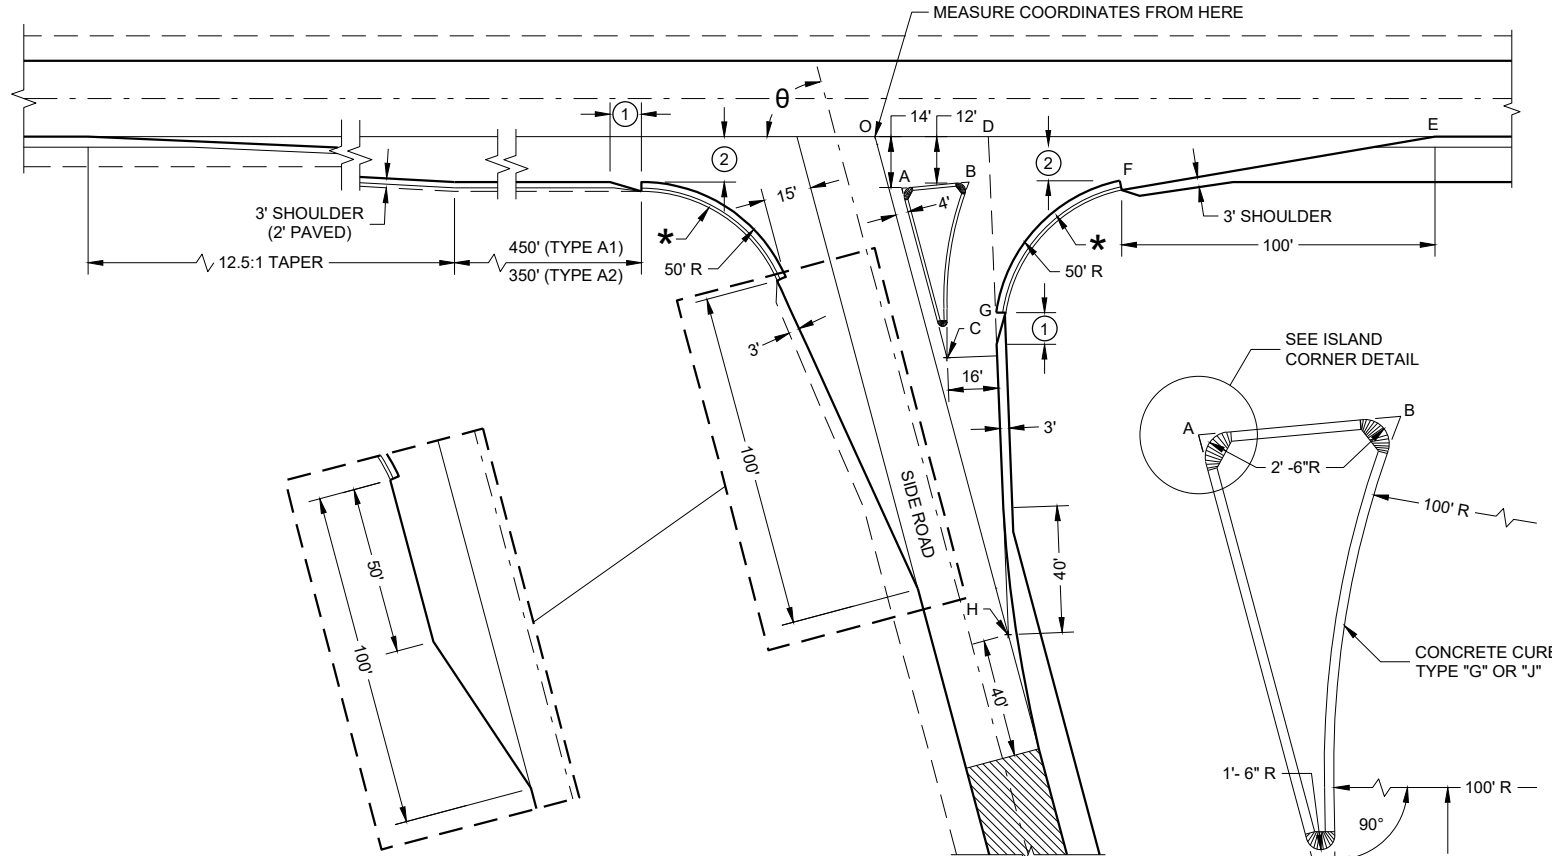 MEASURE COORDINATES FROM HERE
θ
1
O
14'
12'
D
E
2
2
A
B
F
15'
4'
3' SHOULDER
(2' PAVED)
*
*
3' SHOULDER
12.5:1 TAPER
450' (TYPE A1)
350' (TYPE A2)
50' R
50' R
100'
G
C
1
3'
16'
SEE ISLAND
CORNER DETAIL
A
B
3'
100'
2' -6"R
SIDE ROAD
100' R
50'
100'
40'
H
40'
CONCRETE CURB
TYPE "G" OR "J"
1'- 6" R
100' R
90°